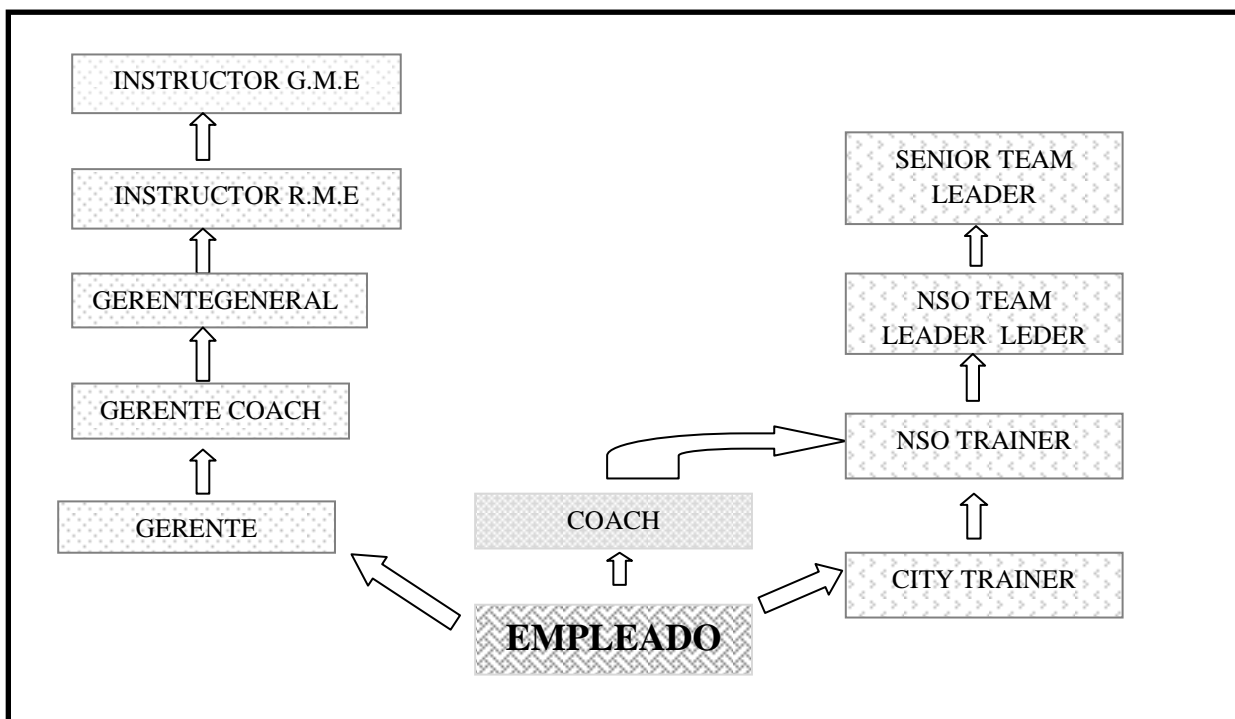 INSTRUCTOR G.M.E
INSTRUCTOR R.M.E
GERENTEGENERAL
GERENTE COACH
GERENTE
COACH
EMPLEADO
SENIOR TEAM
LEADER
NSO TEAM
LEADER LEDER
NSO TRAINER
CITY TRAINER